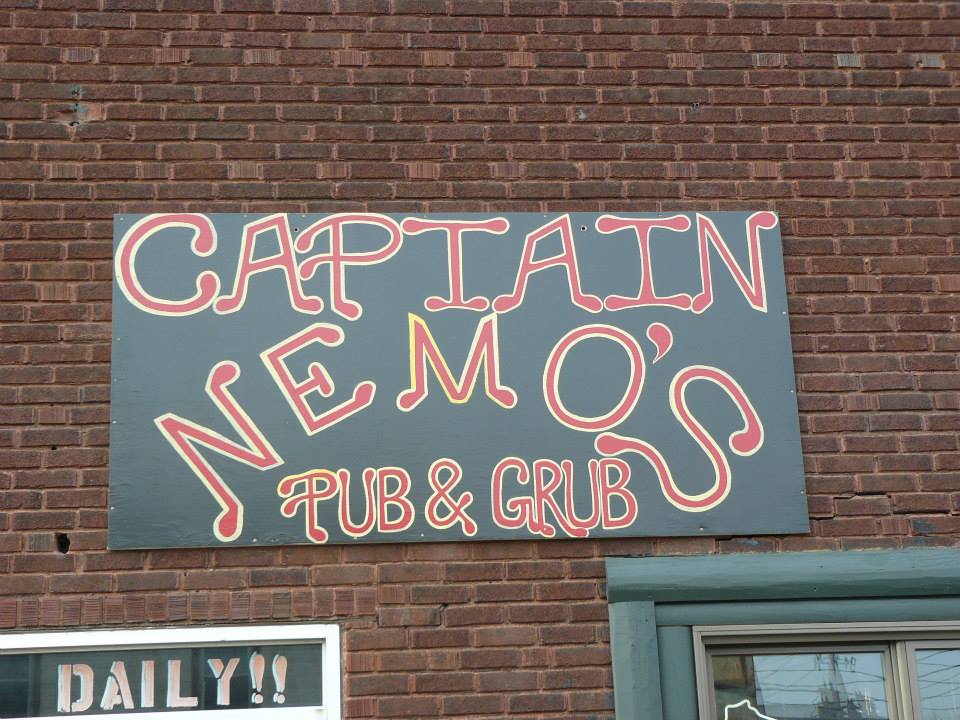 CAPTAIN
NEMO'S
PUB & GRUB
DAILY!!